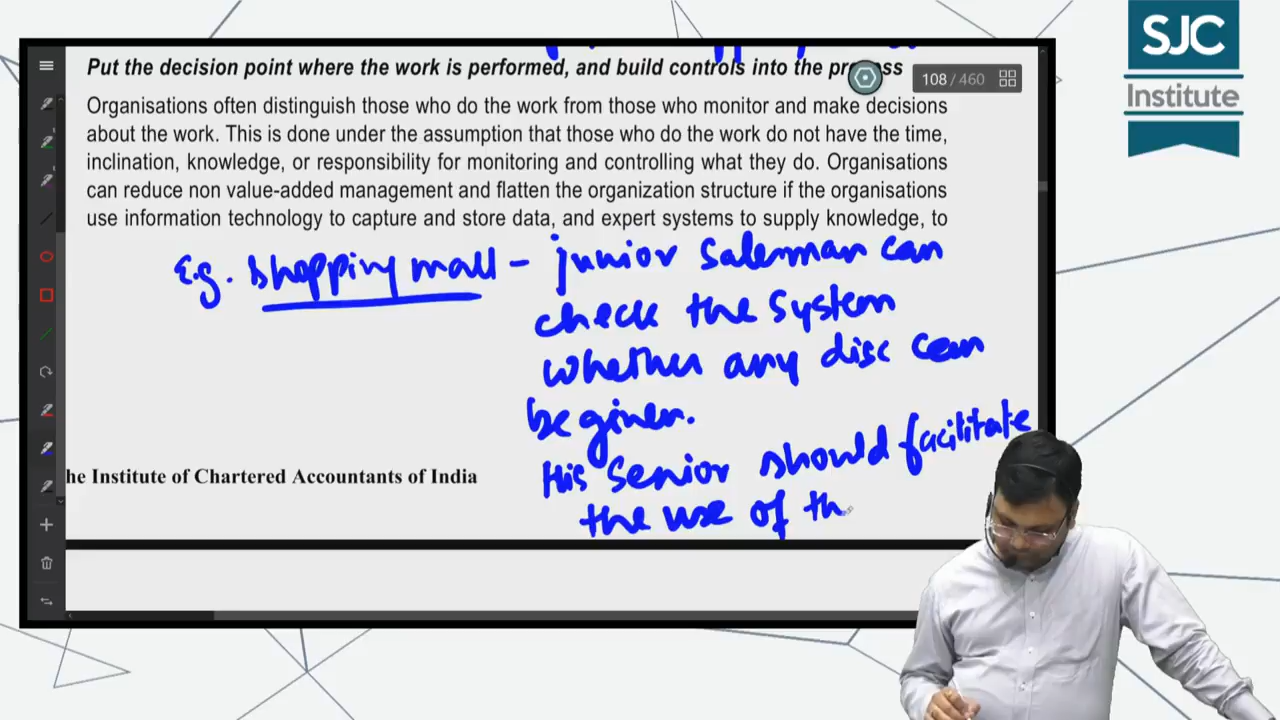 SJC
Institute
Put the decision point where the work is performed, and build controls into the process
108 / 460
Organisations often distinguish those who do the work from those who monitor and make decisions
about the work. This is done under the assumption that those who do the work do not have the time,
inclination, knowledge, or responsibility for monitoring and controlling what they do. Organisations
can reduce non value-added management and flatten the organization structure if the organisations
use information technology to capture and store data, and expert systems to supply knowledge, to
E.g. Shopping mall - junior Salesman can
check the System
whether any disc can
be given.
His Senior should facilitate
the use of th
he Institute of Chartered Accountants of India